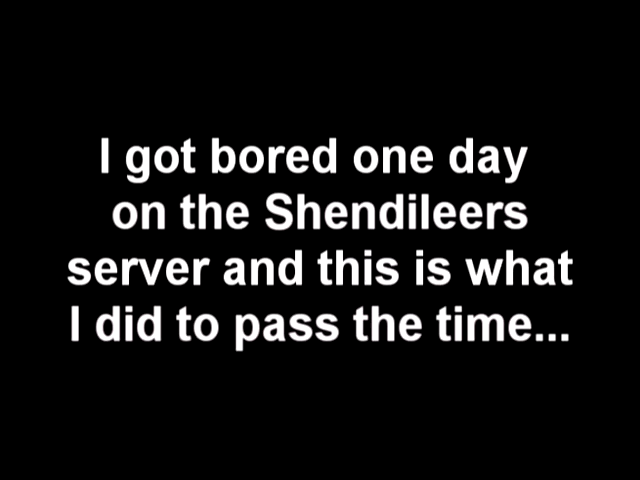 I got bored one day
on the Shendileers
server and this is what
I did to pass the time...